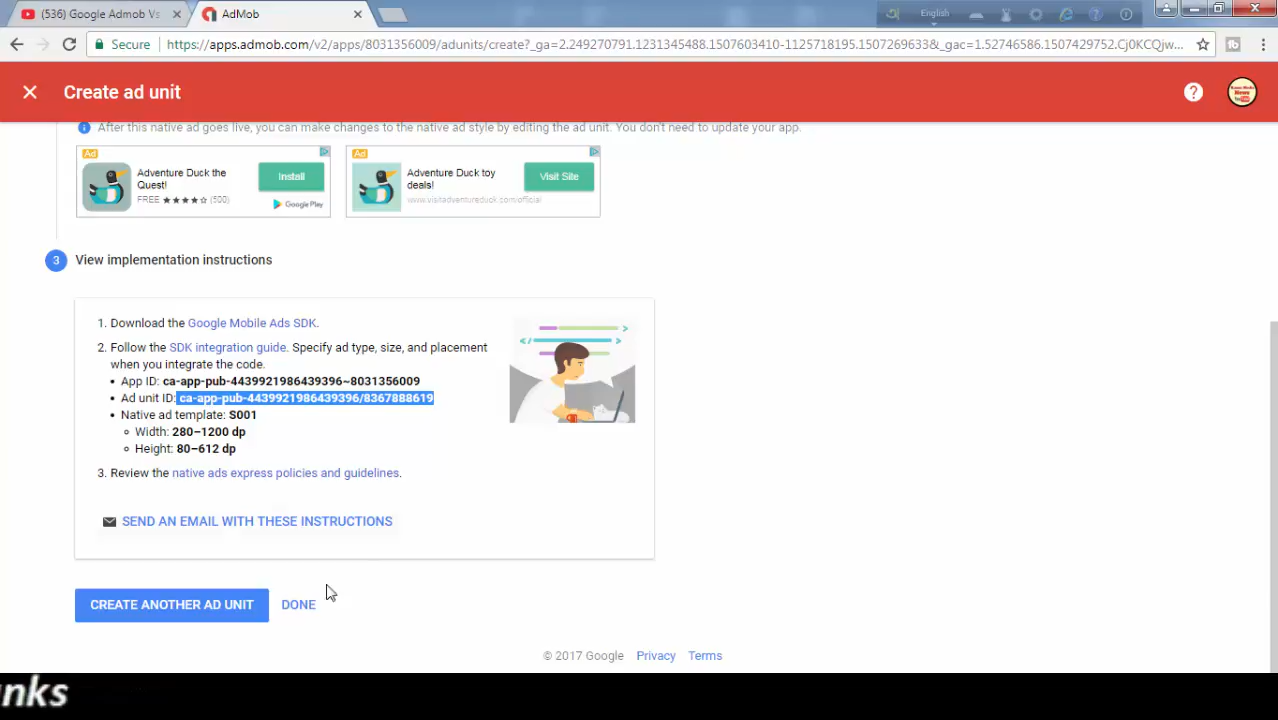 (536) Google Admob Vs
AdMob
English
Secure
https://apps.admob.com/v2/apps/8031356009/adunits/create?_ga=2.249270791.1231345488.1507603410-1125718195.1507269633&_gac=1.52746586.1507429752.Cj0KCQjw...
Create ad unit
After this native ad goes live, you can make changes to the native ad style by editing the ad unit. You don't need to update your app.
Ad
Adventure Duck the
Quest!
FREE ★★★★☆ (500)
Install
Google Play
Ad
Adventure Duck toy
deals!
www.visitadventureduck.com/official
Visit Site
3 View implementation instructions
1. Download the Google Mobile Ads SDK.
2. Follow the SDK integration guide. Specify ad type, size, and placement
when you integrate the code.
• App ID: ca-app-pub-4439921986439396~8031356009
• Ad unit ID: ca-app-pub-4439921986439396/8367888619
• Native ad template: S001
Width: 280–1200 dp
Height: 80–612 dp
3. Review the native ads express policies and guidelines.
SEND AN EMAIL WITH THESE INSTRUCTIONS
CREATE ANOTHER AD UNIT
DONE
© 2017 Google Privacy Terms
nks